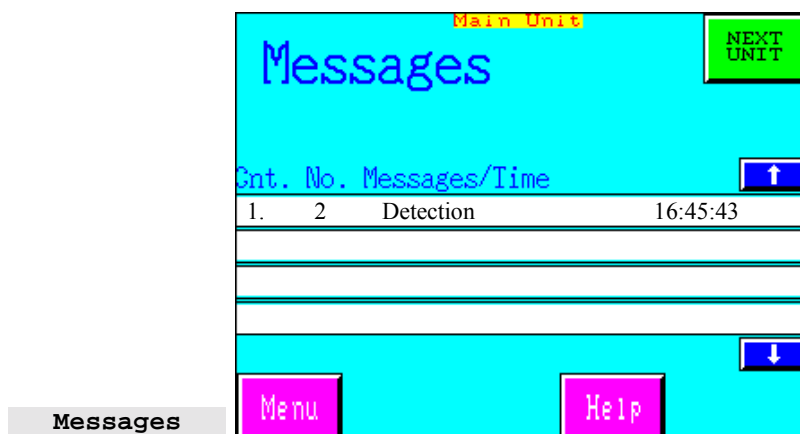 Main Unit
Messages
NEXT
UNIT
Cnt. No. Messages/Time
1. 2 Detection 16:45:43
Menu
Help
Messages